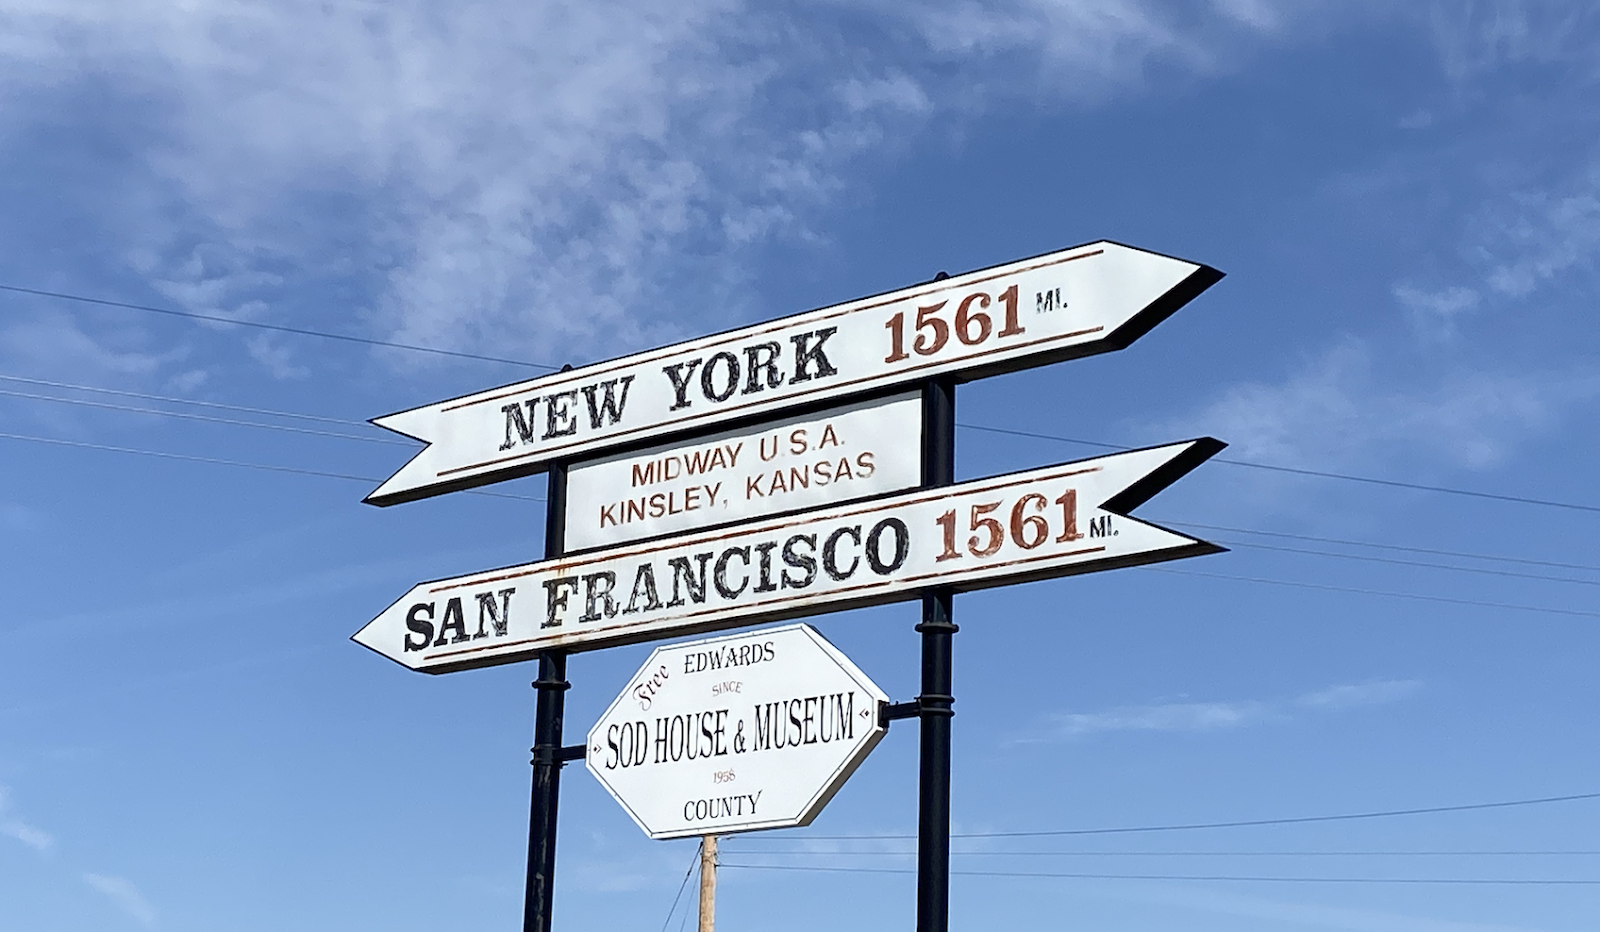 NEW YORK 1561 MI.
MIDWAY U.S.A.
KINSLEY, KANSAS
SAN FRANCISCO 1561 MI.
Free EDWARDS
SINCE
SOD HOUSE & MUSEUM
1958
COUNTY